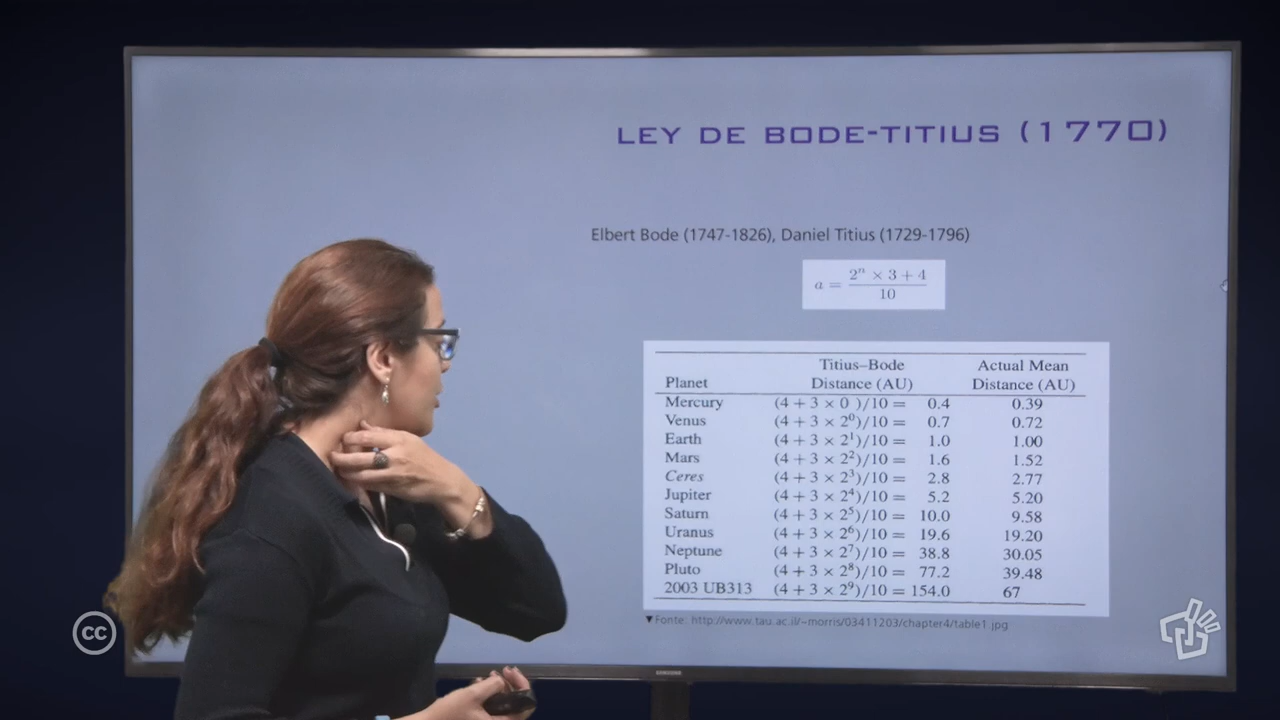 LEY DE BODE-TITIUS (1770)
Elbert Bode (1747-1826), Daniel Titius (1729-1796)
a = 2ⁿ × 3 + 4 / 10
Planet Titius–Bode Distance (AU) Actual Mean Distance (AU)
Mercury (4 + 3 × 0 )/10 = 0.4 0.39
Venus (4 + 3 × 2⁰)/10 = 0.7 0.72
Earth (4 + 3 × 2¹)/10 = 1.0 1.00
Mars (4 + 3 × 2²)/10 = 1.6 1.52
Ceres (4 + 3 × 2³)/10 = 2.8 2.77
Jupiter (4 + 3 × 2⁴)/10 = 5.2 5.20
Saturn (4 + 3 × 2⁵)/10 = 10.0 9.58
Uranus (4 + 3 × 2⁶)/10 = 19.6 19.20
Neptune (4 + 3 × 2⁷)/10 = 38.8 30.05
Pluto (4 + 3 × 2⁸)/10 = 77.2 39.48
2003 UB313 (4 + 3 × 2⁹)/10 = 154.0 67
▼Fonte: http://www.tau.ac.il/~morris/03411203/chapter4/table1.jpg
SAMSUNG
cc